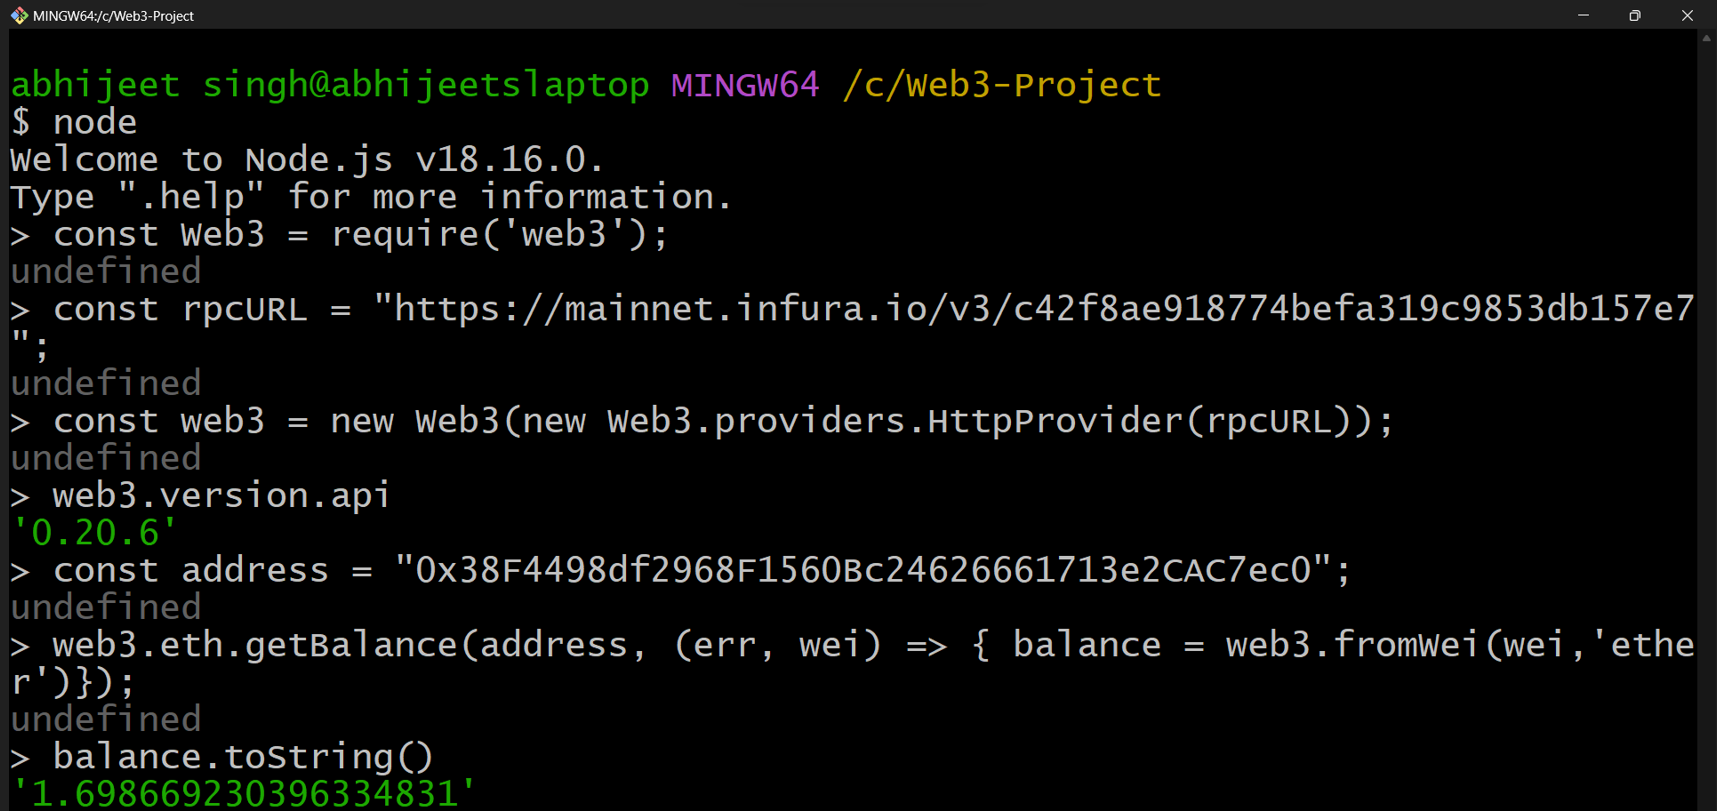 MINGW64:/c/Web3-Project
abhijeet singh@abhijeetslaptop MINGW64 /c/Web3-Project
$ node
Welcome to Node.js v18.16.0.
Type ".help" for more information.
> const Web3 = require('web3');
undefined
> const rpcURL = "https://mainnet.infura.io/v3/c42f8ae918774befa319c9853db157e7
";
undefined
> const web3 = new Web3(new Web3.providers.HttpProvider(rpcURL));
undefined
> web3.version.api
'0.20.6'
> const address = "0x38F4498df2968F1560Bc24626661713e2CAC7ec0";
undefined
> web3.eth.getBalance(address, (err, wei) => { balance = web3.fromWei(wei,'ethe
r')});
undefined
> balance.toString()
'1.698669230396334831'